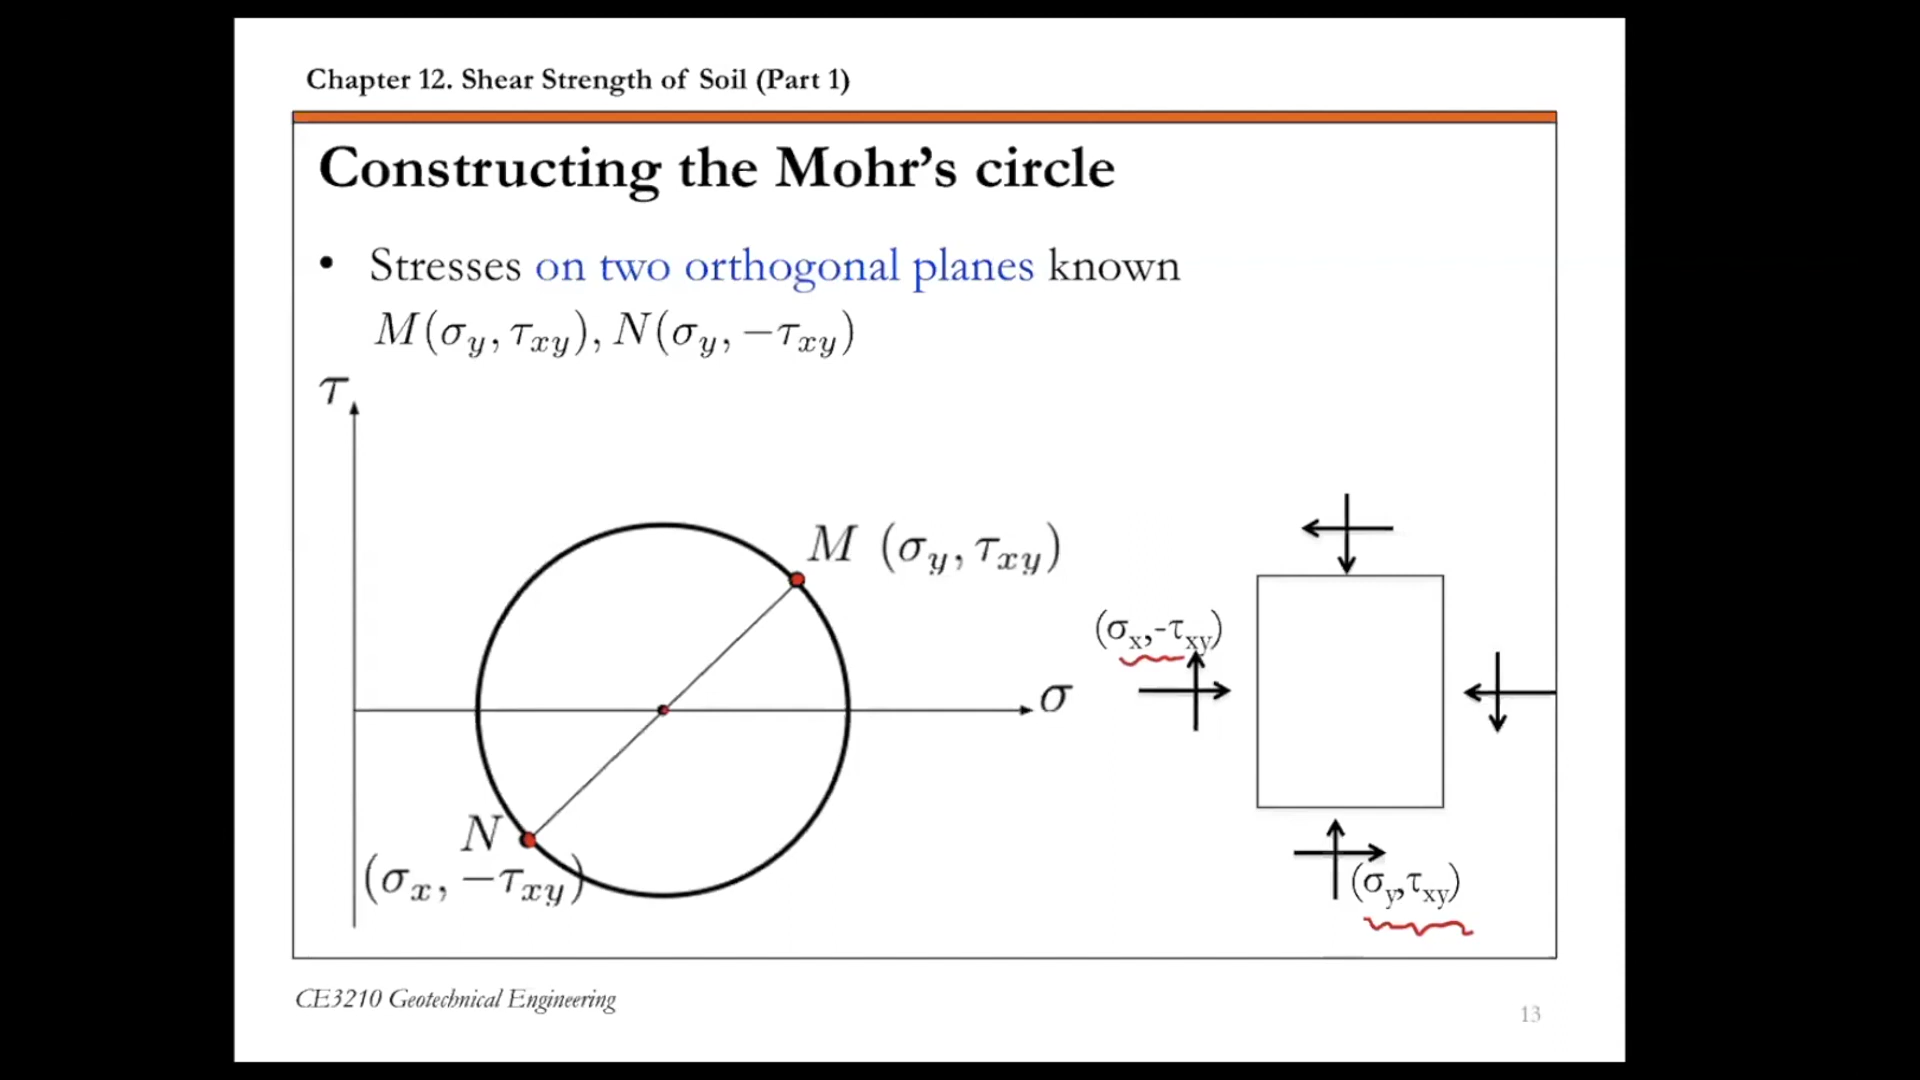 Chapter 12. Shear Strength of Soil (Part 1)
Constructing the Mohr's circle
• Stresses on two orthogonal planes known
M(σ_y, τ_xy), N(σ_y, −τ_xy)
τ
M (σ_y, τ_xy)
(σ_x,-τ_xy)
σ
N
(σ_x, −τ_xy)
(σ_y,τ_xy)
CE3210 Geotechnical Engineering
13